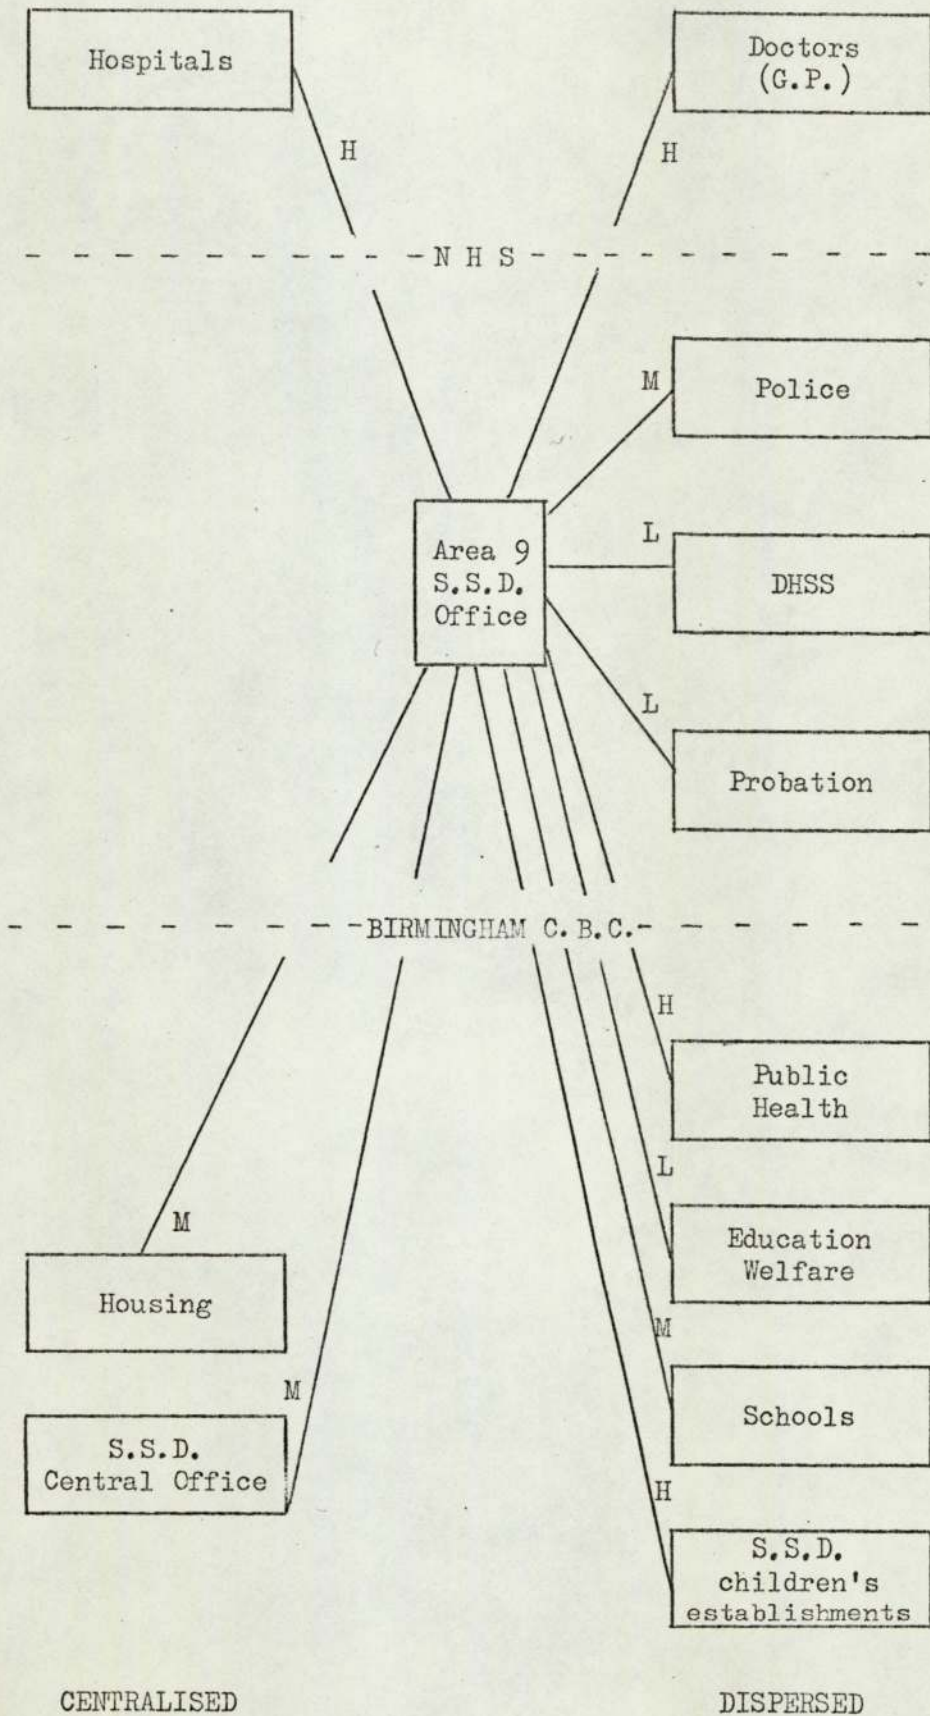 Hospitals
Doctors
(G.P.)
H
H
NHS
M
Police
Area 9
S.S.D.
Office
L
DHSS
L
Probation
BIRMINGHAM C.B.C.
H
Public
Health
L
Education
Welfare
M
Housing
M
Schools
M
S.S.D.
Central Office
H
S.S.D.
children's
establishments
CENTRALISED
DISPERSED